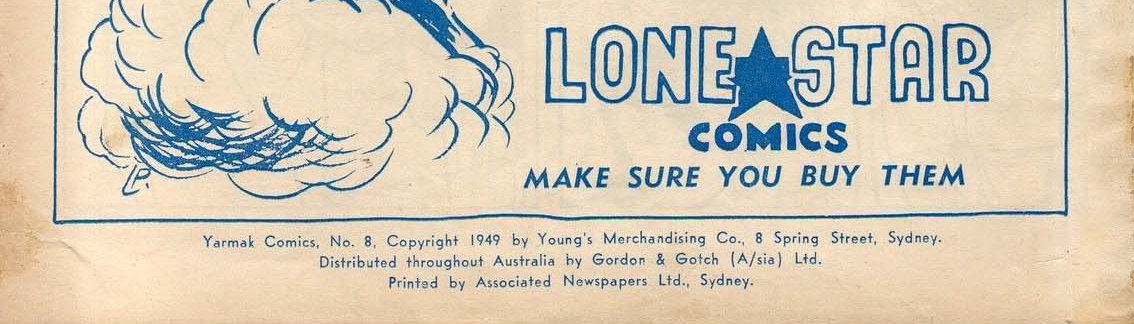 LONE STAR
COMICS
MAKE SURE YOU BUY THEM
Yarmak Comics, No. 8, Copyright 1949 by Young's Merchandising Co., 8 Spring Street, Sydney.
Distributed throughout Australia by Gordon & Gotch (A/sia) Ltd.
Printed by Associated Newspapers Ltd., Sydney.